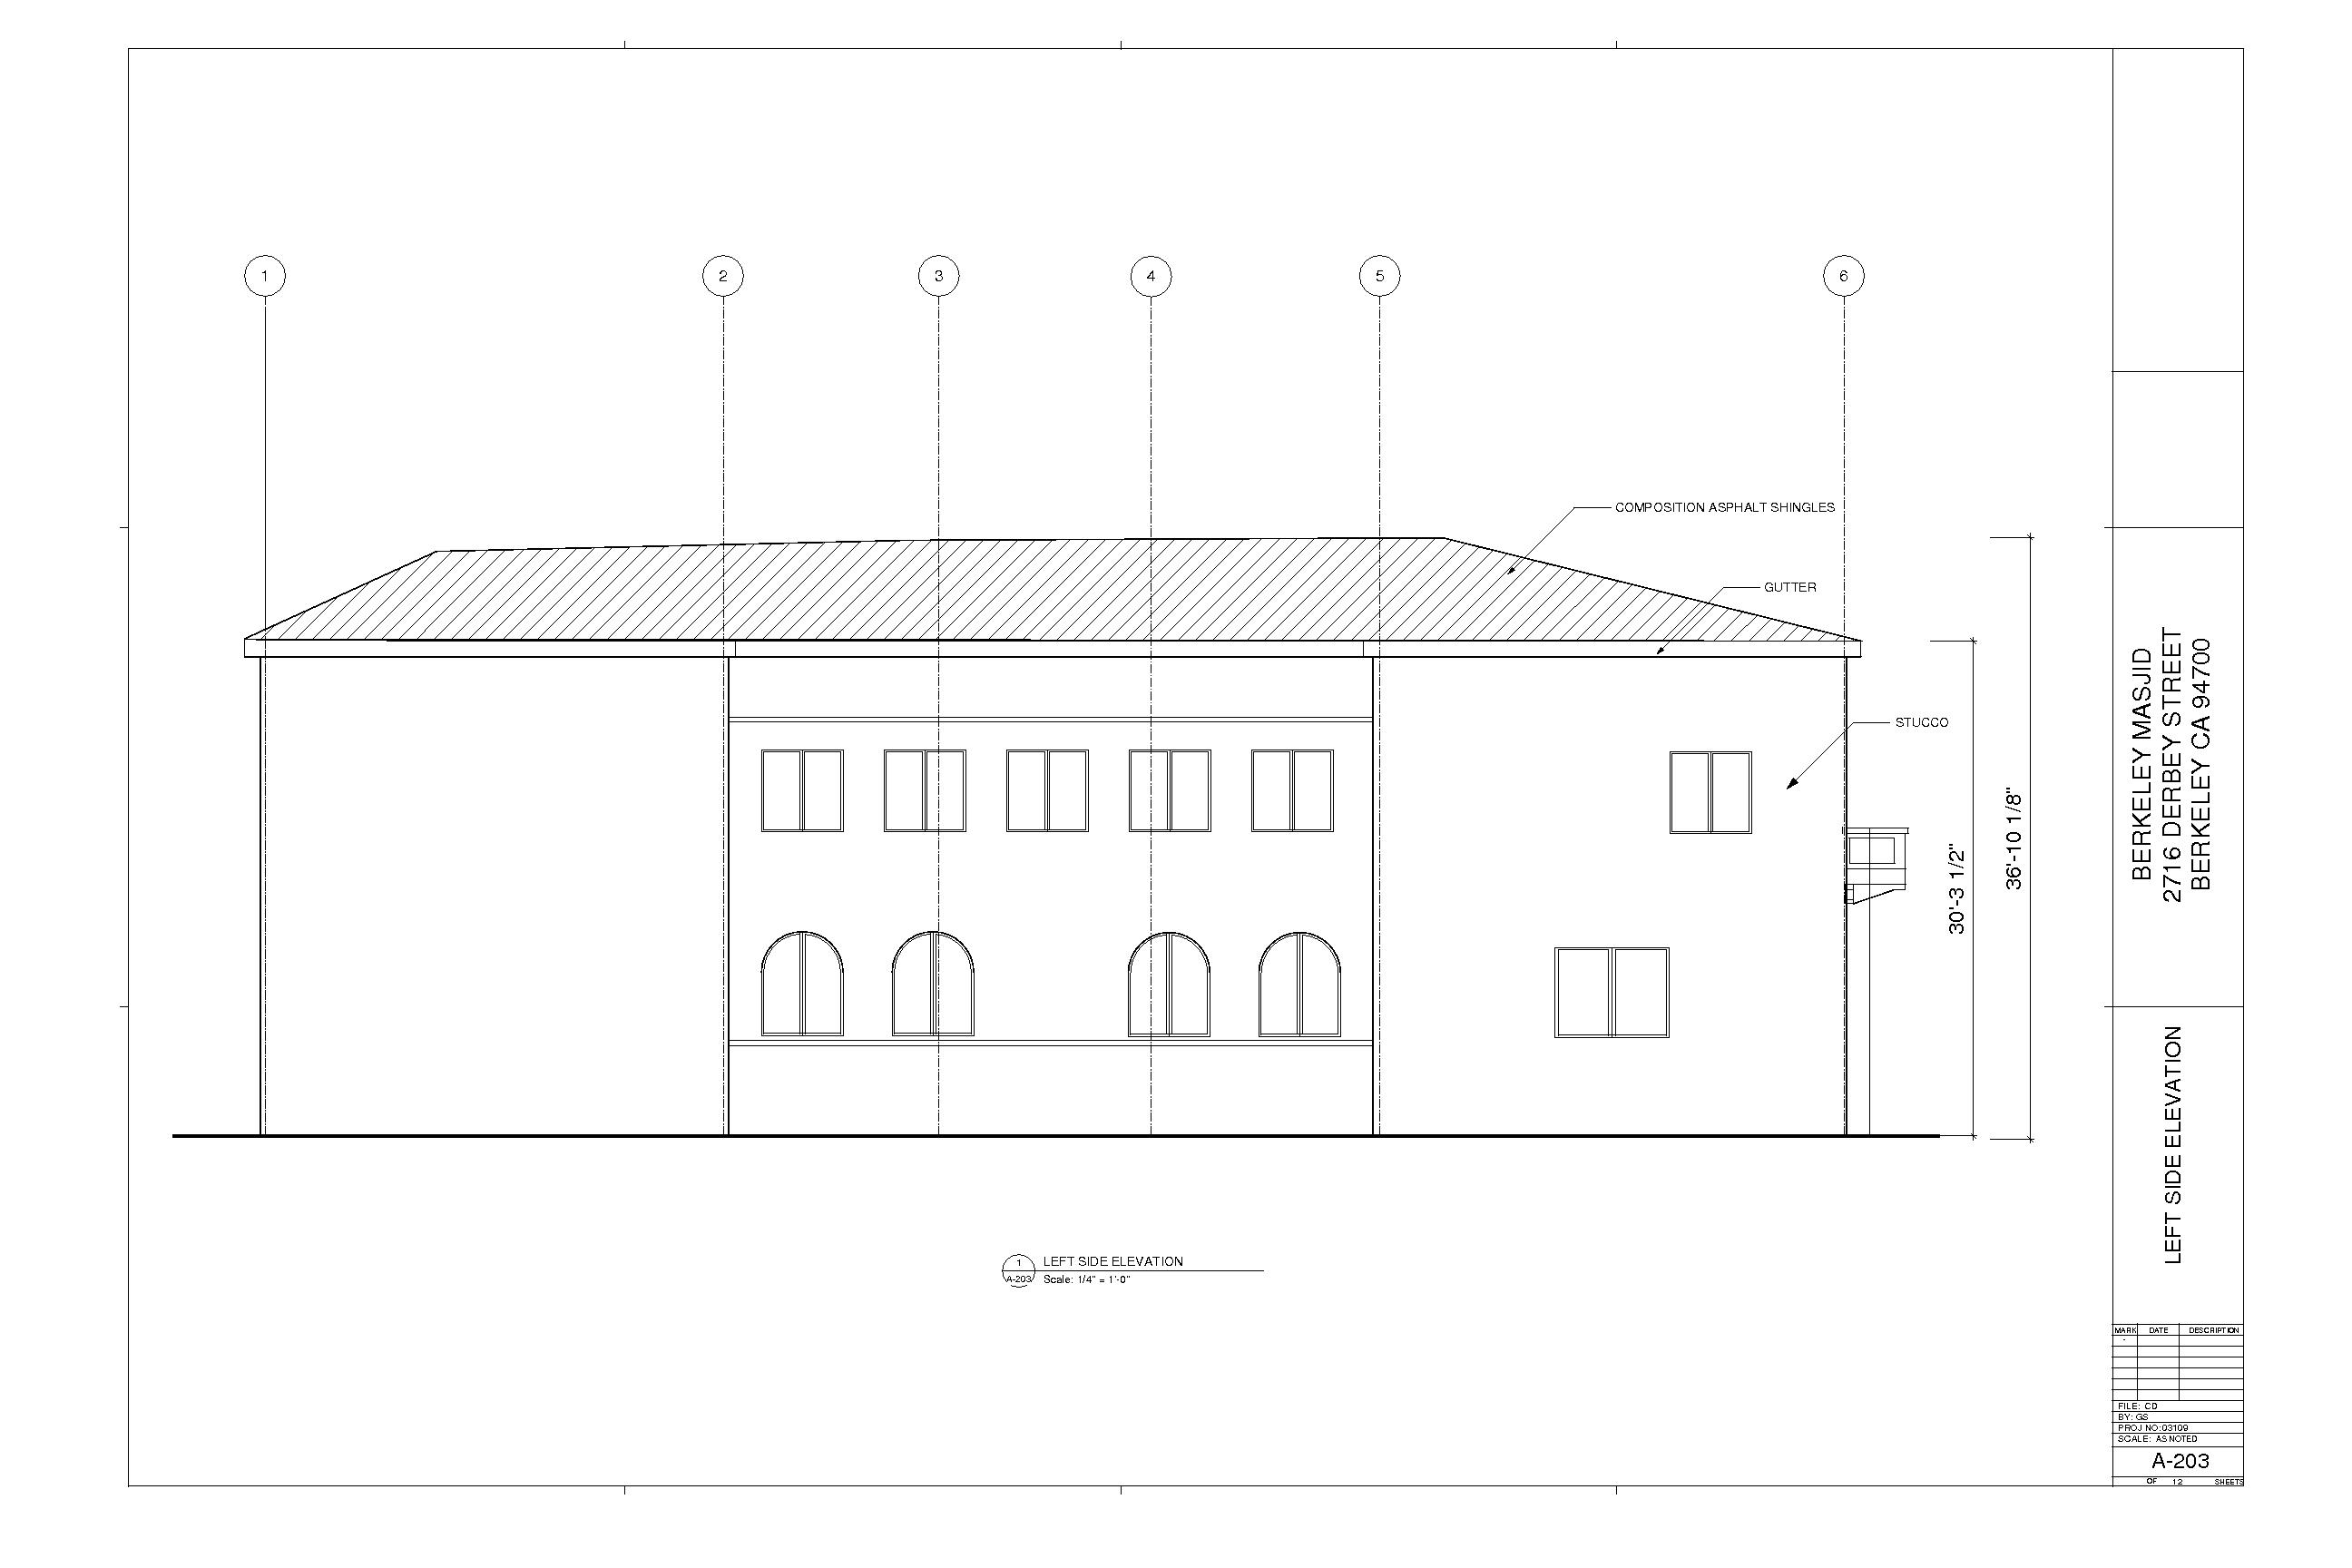 1
2
3
4
5
6
COMPOSITION ASPHALT SHINGLES
GUTTER
STUCCO
30'-3 1/2"
36'-10 1/8"
1
A-203
LEFT SIDE ELEVATION
Scale: 1/4" = 1'-0"
BERKELEY MASJID
2716 DERBEY STREET
BERKELEY CA 94700
LEFT SIDE ELEVATION
MARK DATE DESCRIPTION
-
FILE: CD
BY: GS
PROJ NO:03109
SCALE: AS NOTED
A-203
OF 12 SHEETS